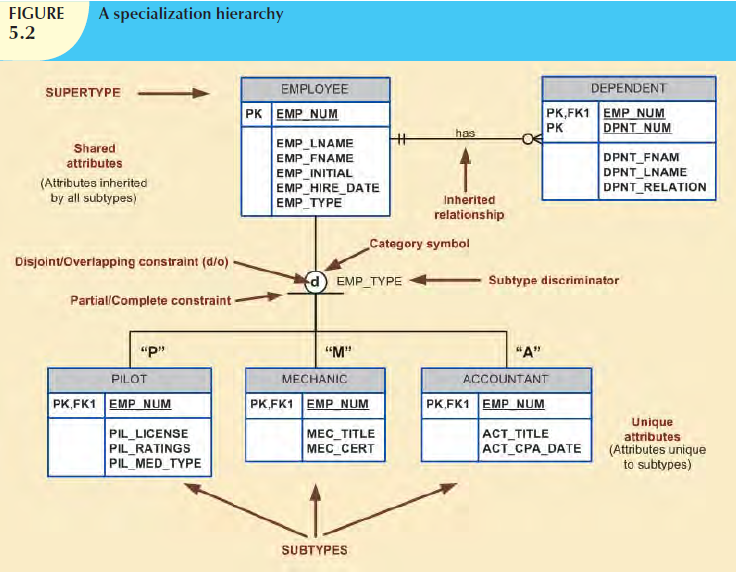 FIGURE
5.2
A specialization hierarchy
SUPERTYPE
EMPLOYEE
PK EMP_NUM
EMP_LNAME
EMP_FNAME
EMP_INITIAL
EMP_HIRE_DATE
EMP_TYPE
has
DEPENDENT
PK,FK1 EMP_NUM
PK DPNT_NUM
DPNT_FNAM
DPNT_LNAME
DPNT_RELATION
Shared
attributes
(Attributes inherited
by all subtypes)
Inherited
relationship
Category symbol
Disjoint/Overlapping constraint (d/o)
d
EMP_TYPE
Subtype discriminator
Partial/Complete constraint
“P”
“M”
“A”
PILOT
PK,FK1 EMP_NUM
PIL_LICENSE
PIL_RATINGS
PIL_MED_TYPE
MECHANIC
PK,FK1 EMP_NUM
MEC_TITLE
MEC_CERT
ACCOUNTANT
PK,FK1 EMP_NUM
ACT_TITLE
ACT_CPA_DATE
Unique
attributes
(Attributes unique
to subtypes)
SUBTYPES